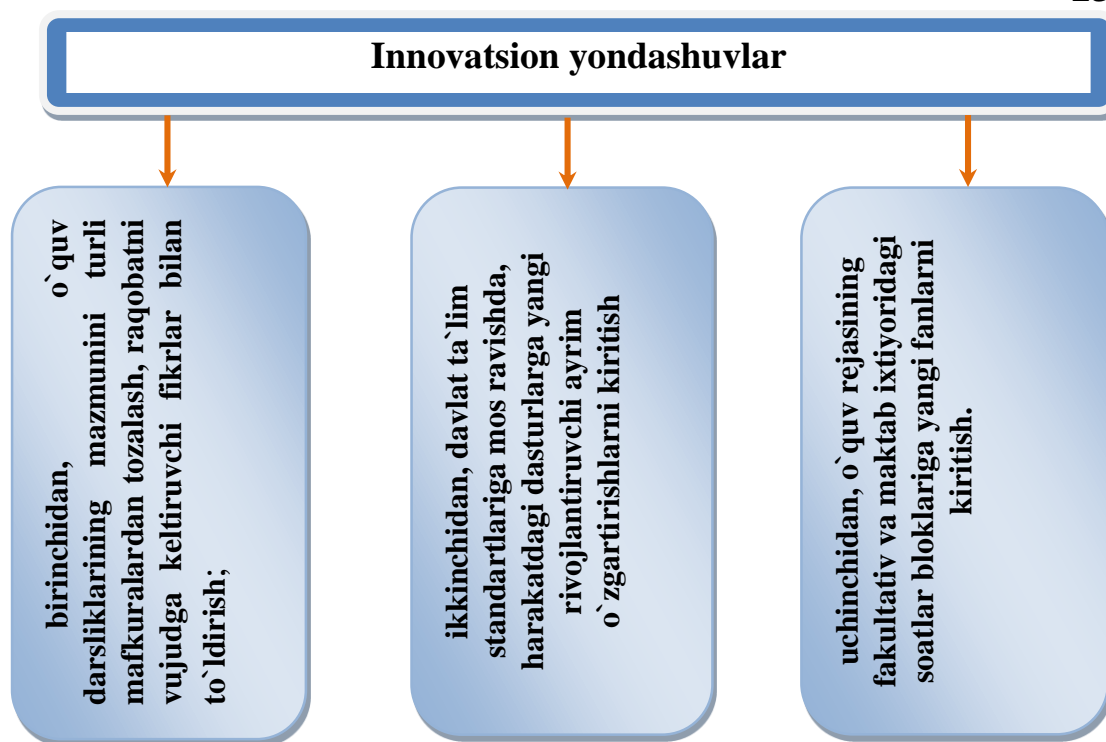 Innovatsion yondashuvlar
birinchidan, o`quv
darsliklarining mazmunini turli
mafkuralardan tozalash, raqobatni
vujudga keltiruvchi fikrlar bilan
to`ldirish;
ikkinchidan, davlat ta`lim
standartlariga mos ravishda,
harakatdagi dasturlarga yangi
rivojlantiruvchi ayrim
o`zgartirishlarni kiritish
uchinchidan, o`quv rejasining
fakultativ va maktab ixtiyoridagi
soatlar bloklariga yangi fanlarni
kiritish.